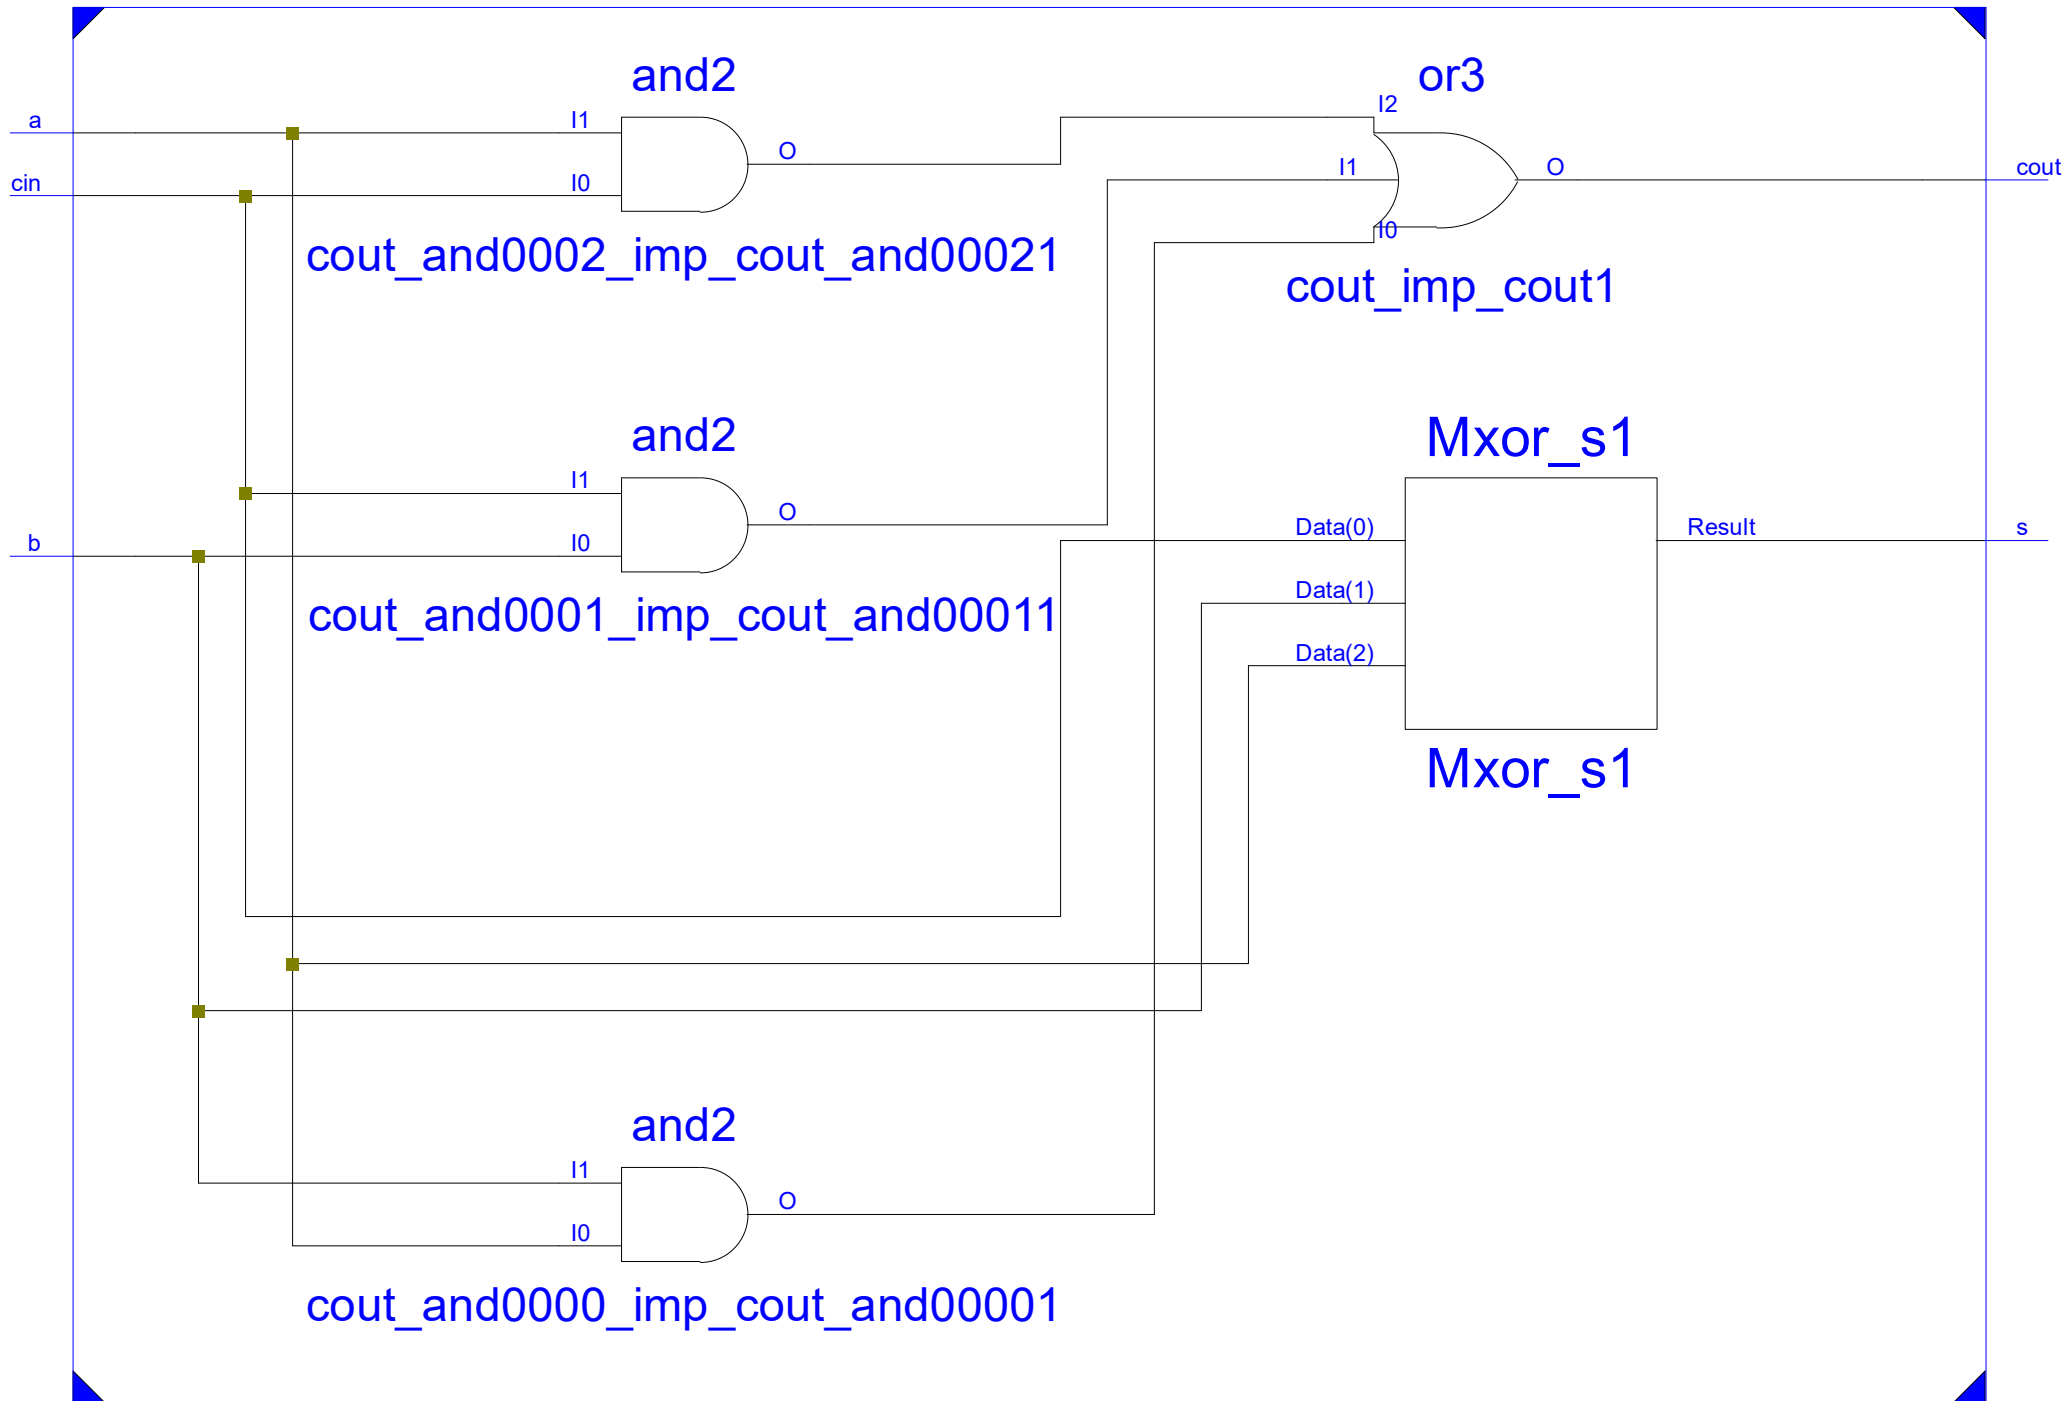 and2
or3
a
I1
I2
O
I1
O
cout
cin
I0
I0
cout_and0002_imp_cout_and00021
cout_imp_cout1
and2
Mxor_s1
I1
O
Data(0)
Result
s
b
I0
Data(1)
cout_and0001_imp_cout_and00011
Data(2)
Mxor_s1
and2
I1
O
I0
cout_and0000_imp_cout_and00001